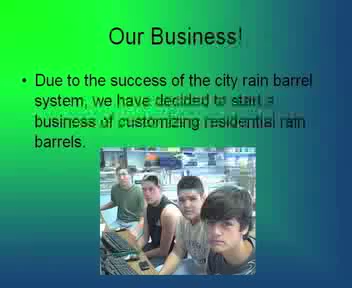 Our Business!
• Due to the success of the city rain barrel
system, we have decided to start a
business of customizing residential rain
barrels.